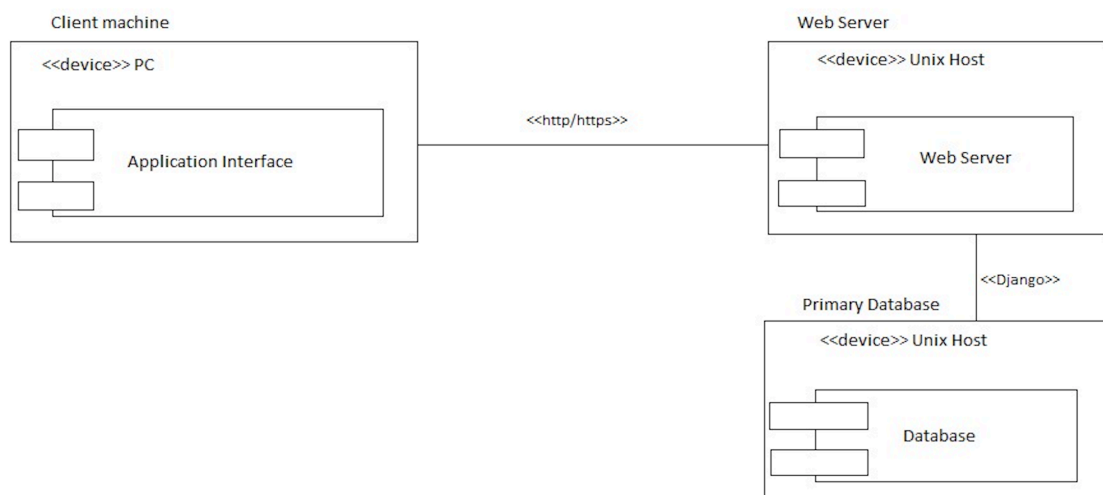 Client machine
<<device>> PC
Application Interface
<<http/https>>
Web Server
<<device>> Unix Host
Web Server
<<Django>>
Primary Database
<<device>> Unix Host
Database